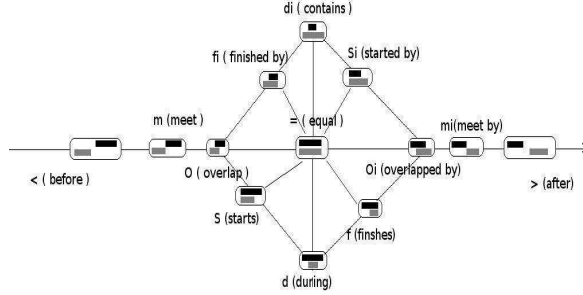 di ( contains )
fi ( finished by)
Si (started by)
m (meet )
= ( equal )
mi(meet by)
O ( overlap )
Oi (overlapped by)
< ( before )
> (after)
S (starts)
f (finshes)
d (during)